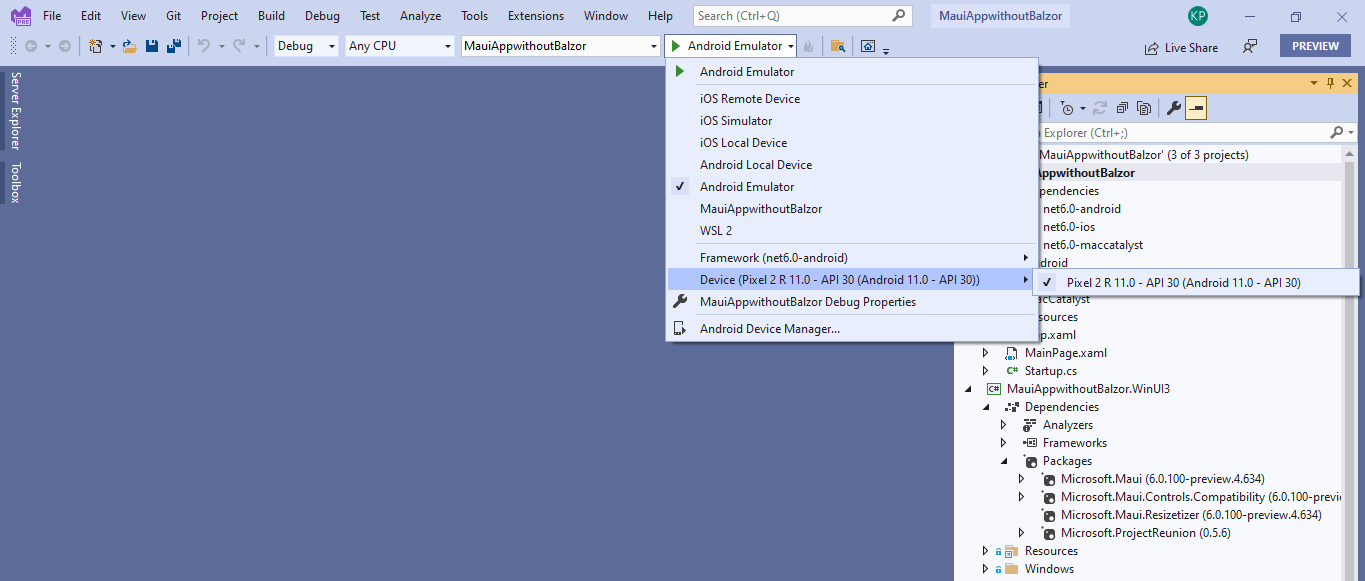 File Edit View Git Project Build Debug Test Analyze Tools Extensions Window Help Search (Ctrl+Q) MauiAppwithoutBalzor KP
Debug Any CPU MauiAppwithoutBalzor Android Emulator Live Share PREVIEW
Server Explorer
Toolbox
Android Emulator
iOS Remote Device
iOS Simulator
iOS Local Device
Android Local Device
Android Emulator
MauiAppwithoutBalzor
WSL 2
Framework (net6.0-android)
Device (Pixel 2 R 11.0 - API 30 (Android 11.0 - API 30))
MauiAppwithoutBalzor Debug Properties
Android Device Manager...
Pixel 2 R 11.0 - API 30 (Android 11.0 - API 30)
er
Explorer (Ctrl+;)
MauiAppwithoutBalzor' (3 of 3 projects)
AppwithoutBalzor
pendencies
net6.0-android
net6.0-ios
net6.0-maccatalyst
droid
acCatalyst
sources
p.xaml
MainPage.xaml
C# Startup.cs
C# MauiAppwithoutBalzor.WinUI3
Dependencies
Analyzers
Frameworks
Packages
Microsoft.Maui (6.0.100-preview.4.634)
Microsoft.Maui.Controls.Compatibility (6.0.100-previ
Microsoft.Maui.Resizetizer (6.0.100-preview.4.634)
Microsoft.ProjectReunion (0.5.6)
Resources
Windows